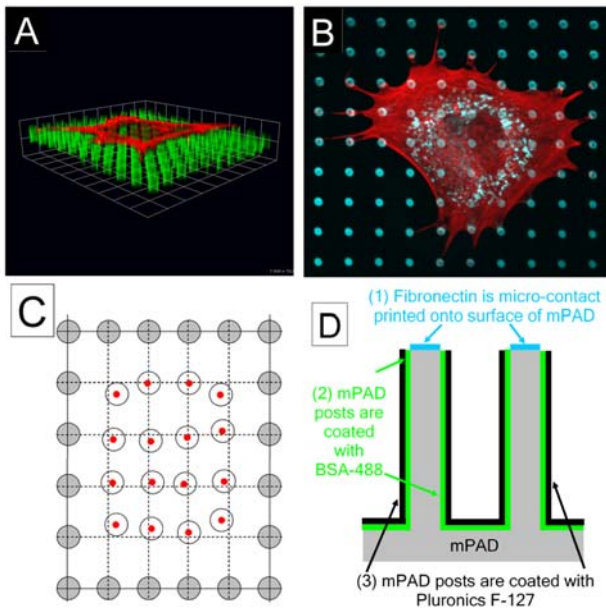 A
B
C
D
(1) Fibronectin is micro-contact
printed onto surface of mPAD
(2) mPAD
posts are
coated
with
BSA-488
mPAD
(3) mPAD posts are coated with
Pluronics F-127